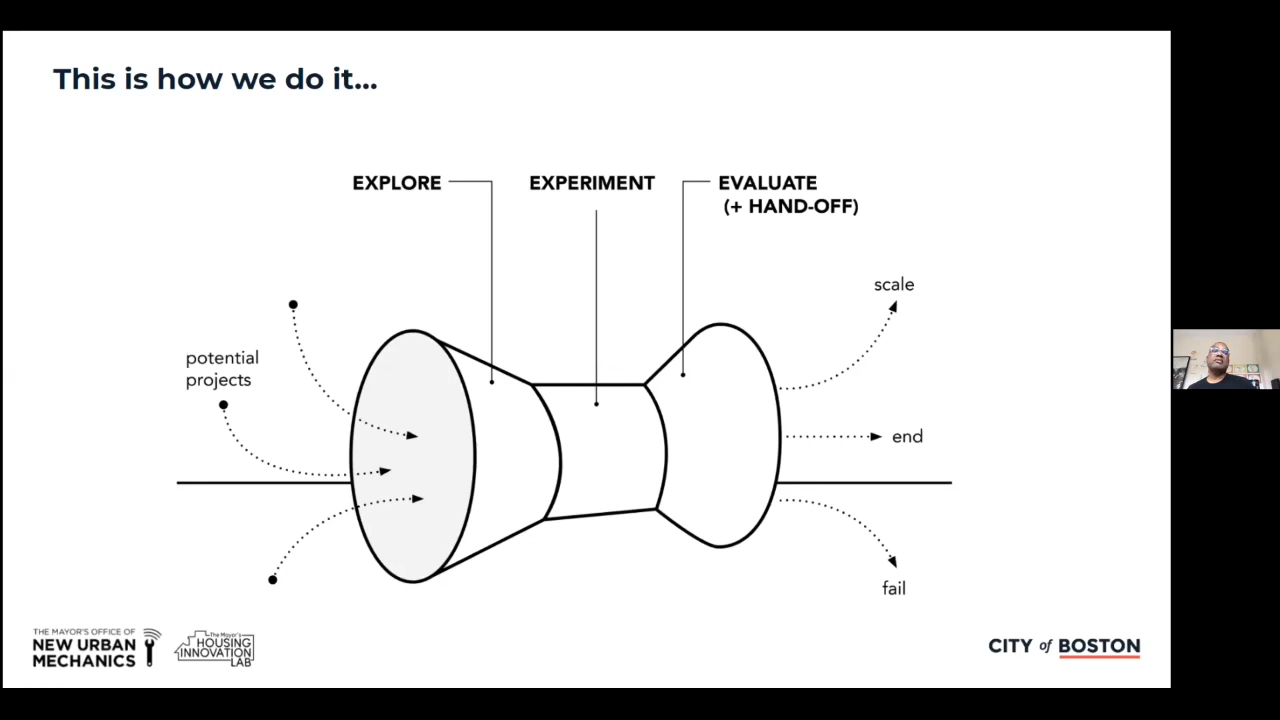 This is how we do it...
EXPLORE
EXPERIMENT
EVALUATE
(+ HAND-OFF)
scale
potential
projects
end
fail
THE MAYOR'S OFFICE OF
NEW URBAN
MECHANICS
The Mayor's
HOUSING
INNOVATION
LAB
CITY of BOSTON